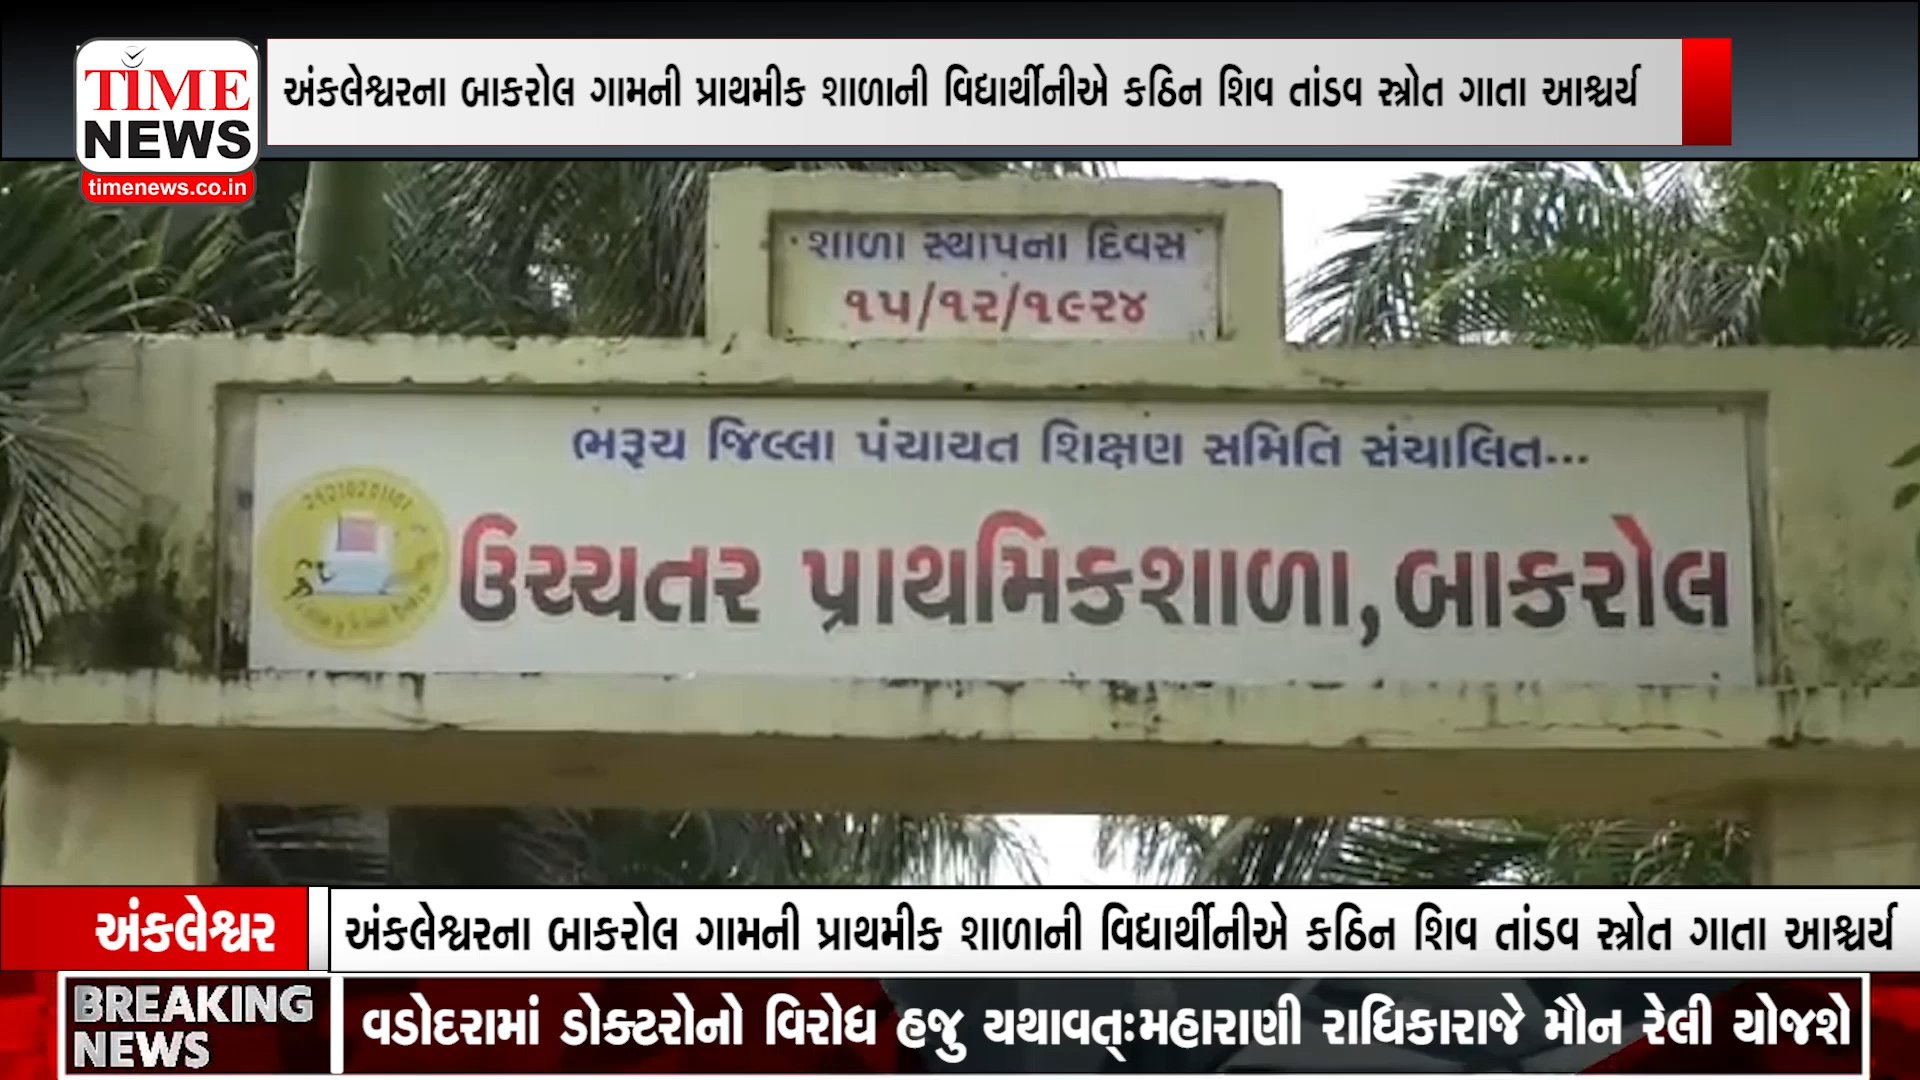 TIME
NEWS
timenews.co.in
અંકલેશ્વરના બાકરોલ ગામની પ્રાથમીક શાળાની વિદ્યાર્થીનીએ કઠિન શિવ તાંડવ સ્ત્રોત ગાતા આશ્ચર્ય
શાળા સ્થાપના દિવસ
૧૫/૧૨/૧૯૨૪
ભરૂચ જિલ્લા પંચાયત શિક્ષણ સમિતિ સંચાલિત...
ઉચ્ચતર પ્રાથમિકશાળા, બાકરોલ
અંકલેશ્વર
અંકલેશ્વરના બાકરોલ ગામની પ્રાથમીક શાળાની વિદ્યાર્થીનીએ કઠિન શિવ તાંડવ સ્ત્રોત ગાતા આશ્ચર્ય
BREAKING
NEWS
વડોદરામાં ડોક્ટરોનો વિરોધ હજુ યથાવત્ઃમહારાણી રાધિકારાજે મૌન રેલી યોજશે